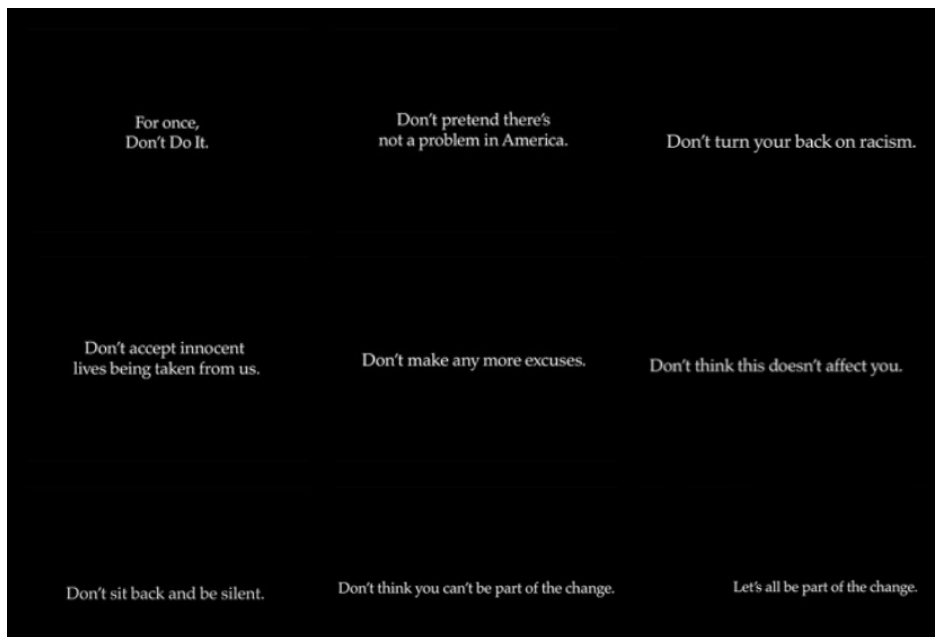 For once,
Don't Do It.
Don't pretend there's
not a problem in America.
Don't turn your back on racism.
Don't accept innocent
lives being taken from us.
Don't make any more excuses.
Don't think this doesn't affect you.
Don't sit back and be silent.
Don't think you can't be part of the change.
Let's all be part of the change.